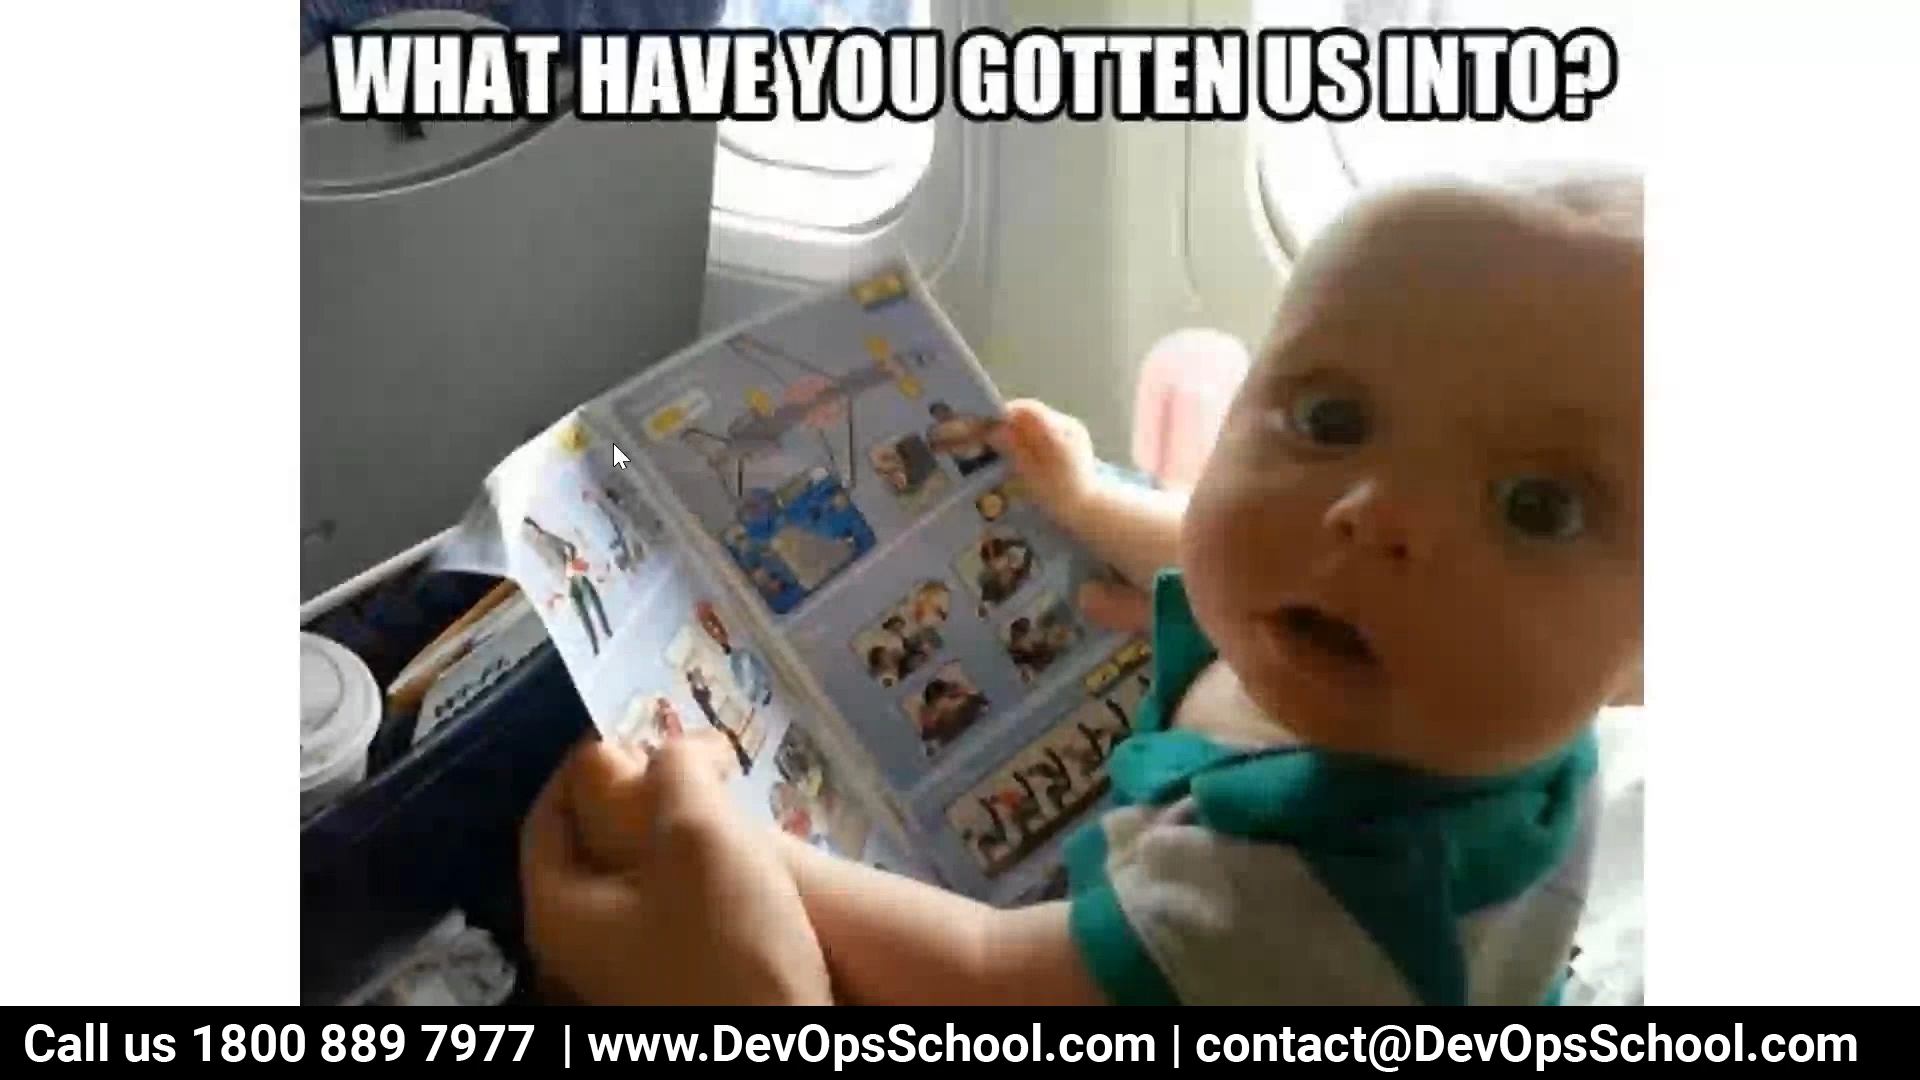 WHAT HAVE YOU GOTTEN US INTO?
Call us 1800 889 7977 | www.DevOpsSchool.com | contact@DevOpsSchool.com